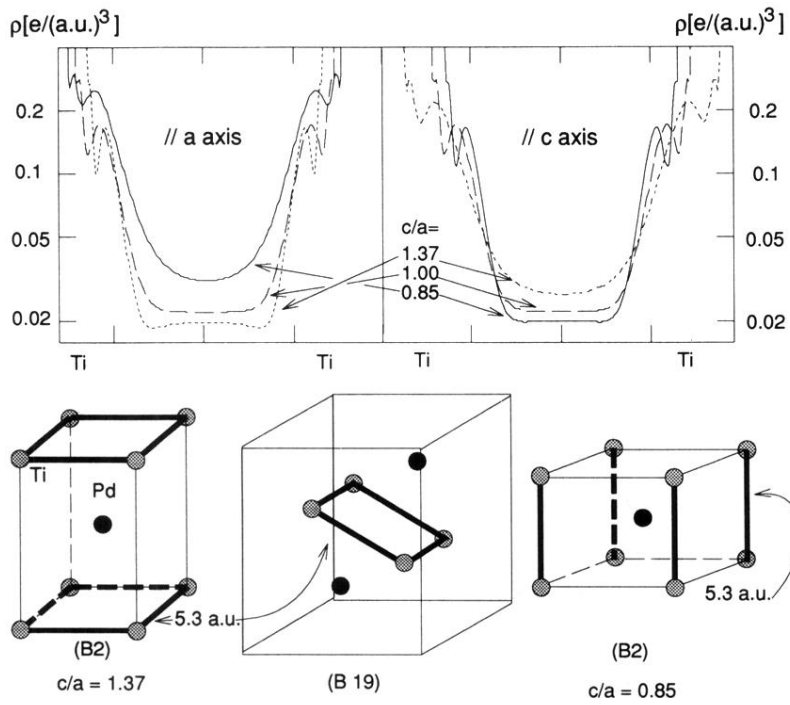 ρ[e/(a.u.)³]
ρ[e/(a.u.)³]
0.2
0.1
0.05
0.02
// a axis
// c axis
c/a=
1.37
1.00
0.85
0.2
0.1
0.05
0.02
Ti
Ti
Ti
Ti
Pd
5.3 a.u.
5.3 a.u.
(B2)
(B 19)
(B2)
c/a = 1.37
c/a = 0.85